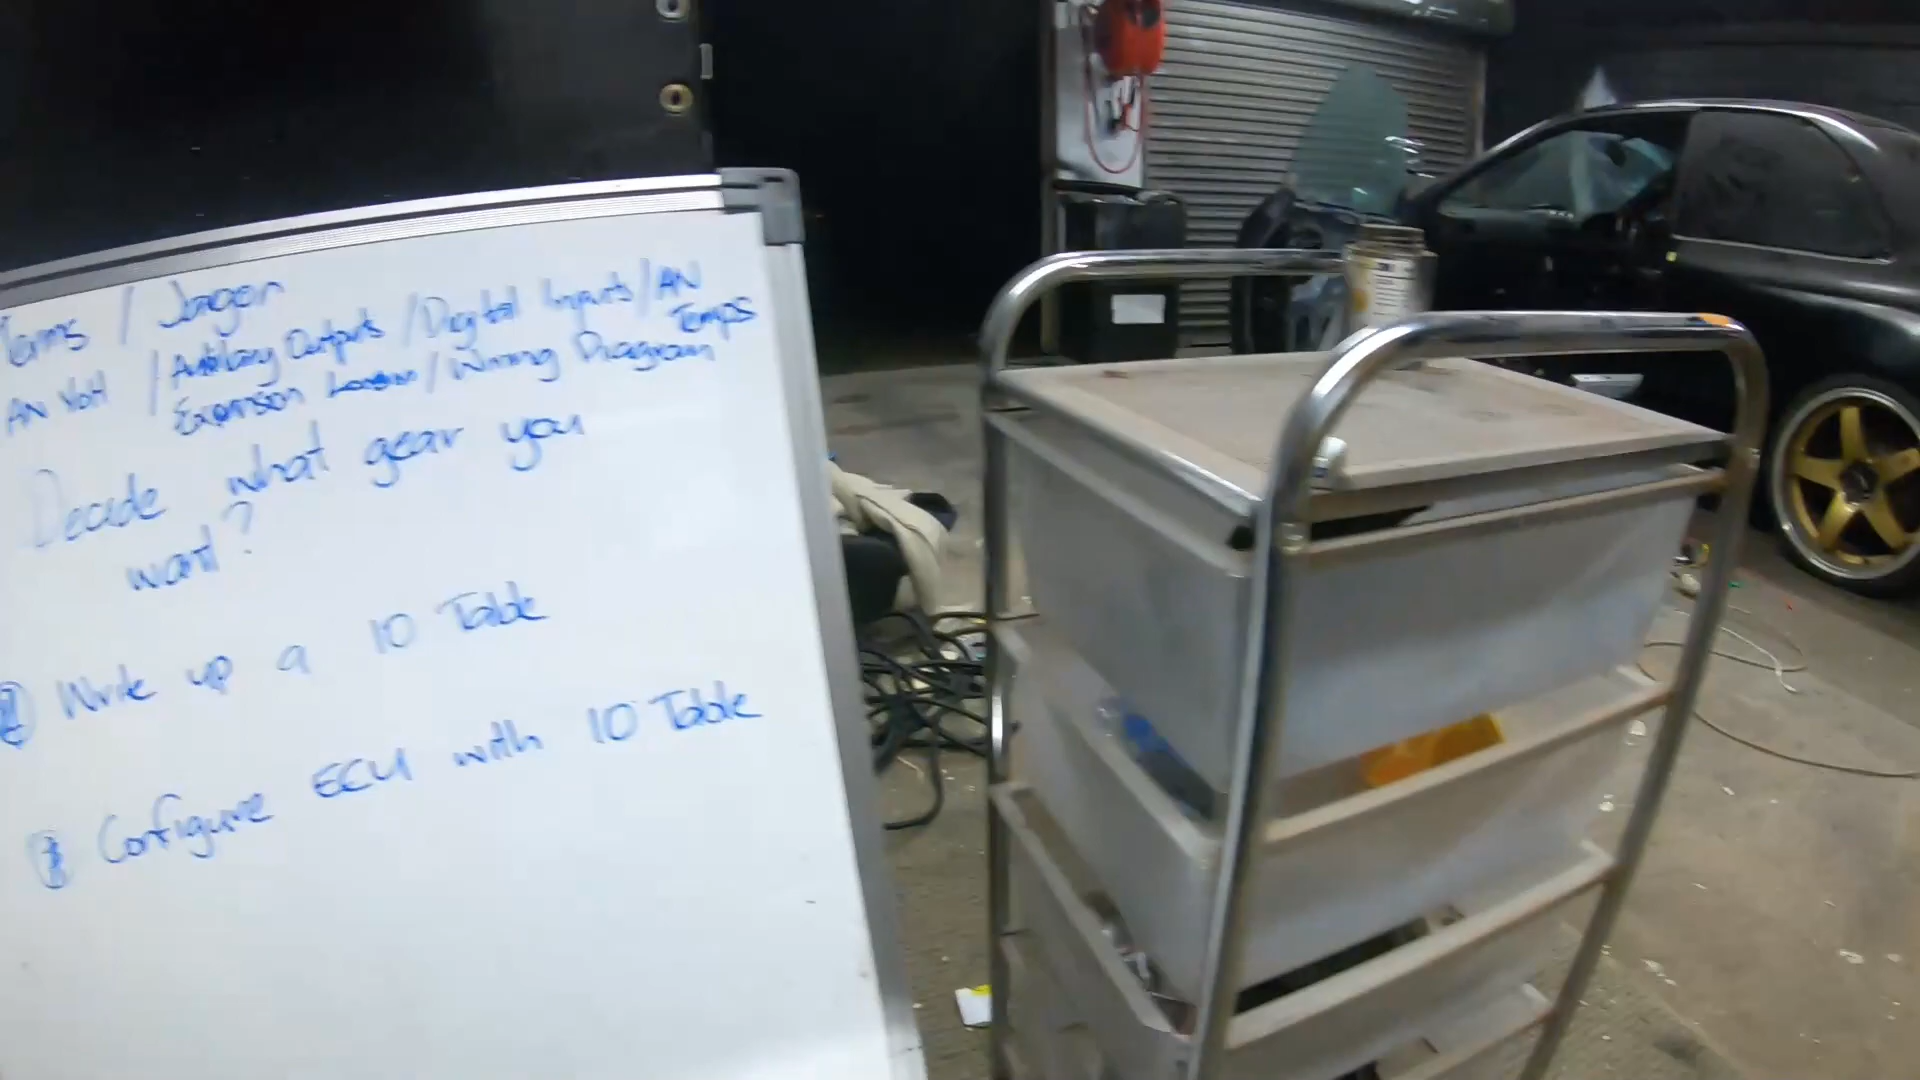 Terms / Jargon
AN Volt / Auxiliary Outputs / Digital Inputs / AN Temps
Expansion / Wiring Diagram
Decide what gear you
want?
Write up a IO Table
Configure ECU with IO Table